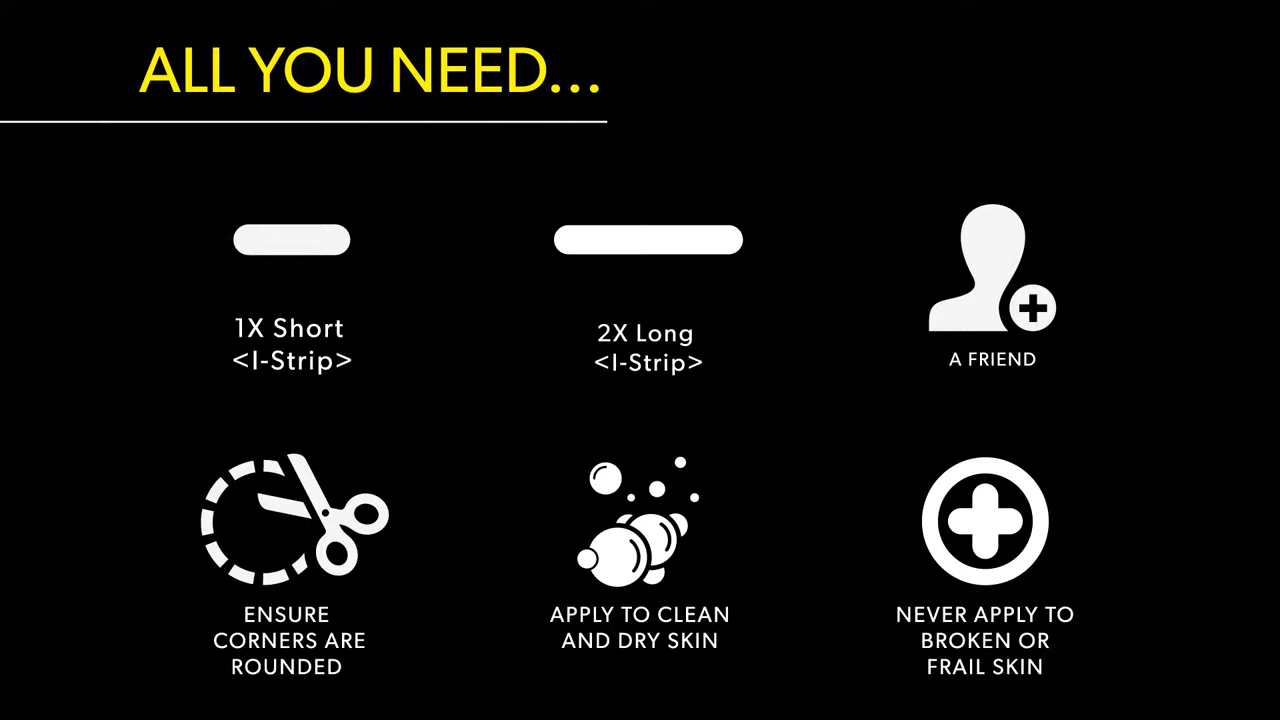 ALL YOU NEED...
1X Short
<I-Strip>
2X Long
<I-Strip>
A FRIEND
ENSURE
CORNERS ARE
ROUNDED
APPLY TO CLEAN
AND DRY SKIN
NEVER APPLY TO
BROKEN OR
FRAIL SKIN